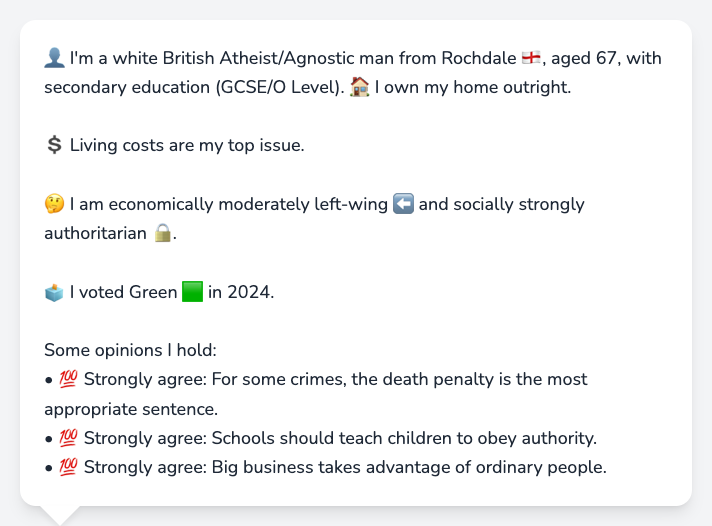 👤 I'm a white British Atheist/Agnostic man from Rochdale 🏴󠁧󠁢󠁥󠁮󠁧󠁿, aged 67, with
secondary education (GCSE/O Level). 🏠 I own my home outright.
💲 Living costs are my top issue.
🤔 I am economically moderately left-wing ⬅️ and socially strongly
authoritarian 🔒.
🗳️ I voted Green 🟩 in 2024.
Some opinions I hold:
• 💯 Strongly agree: For some crimes, the death penalty is the most
appropriate sentence.
• 💯 Strongly agree: Schools should teach children to obey authority.
• 💯 Strongly agree: Big business takes advantage of ordinary people.